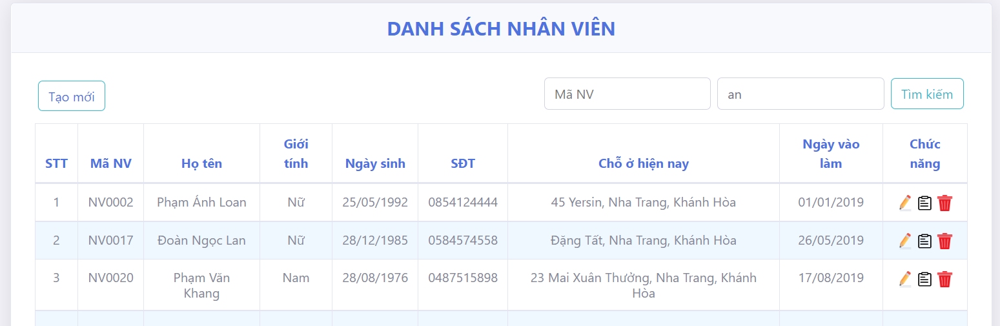 DANH SÁCH NHÂN VIÊN
Tạo mới
Mã NV
an
Tìm kiếm
STT
Mã NV
Họ tên
Giới
tính
Ngày sinh
SĐT
Chỗ ở hiện nay
Ngày vào
làm
Chức
năng
1
NV0002
Phạm Ánh Loan
Nữ
25/05/1992
0854124444
45 Yersin, Nha Trang, Khánh Hòa
01/01/2019
2
NV0017
Đoàn Ngọc Lan
Nữ
28/12/1985
0584574558
Đặng Tất, Nha Trang, Khánh Hòa
26/05/2019
3
NV0020
Phạm Văn
Khang
Nam
28/08/1976
0487515898
23 Mai Xuân Thưởng, Nha Trang, Khánh
Hòa
17/08/2019